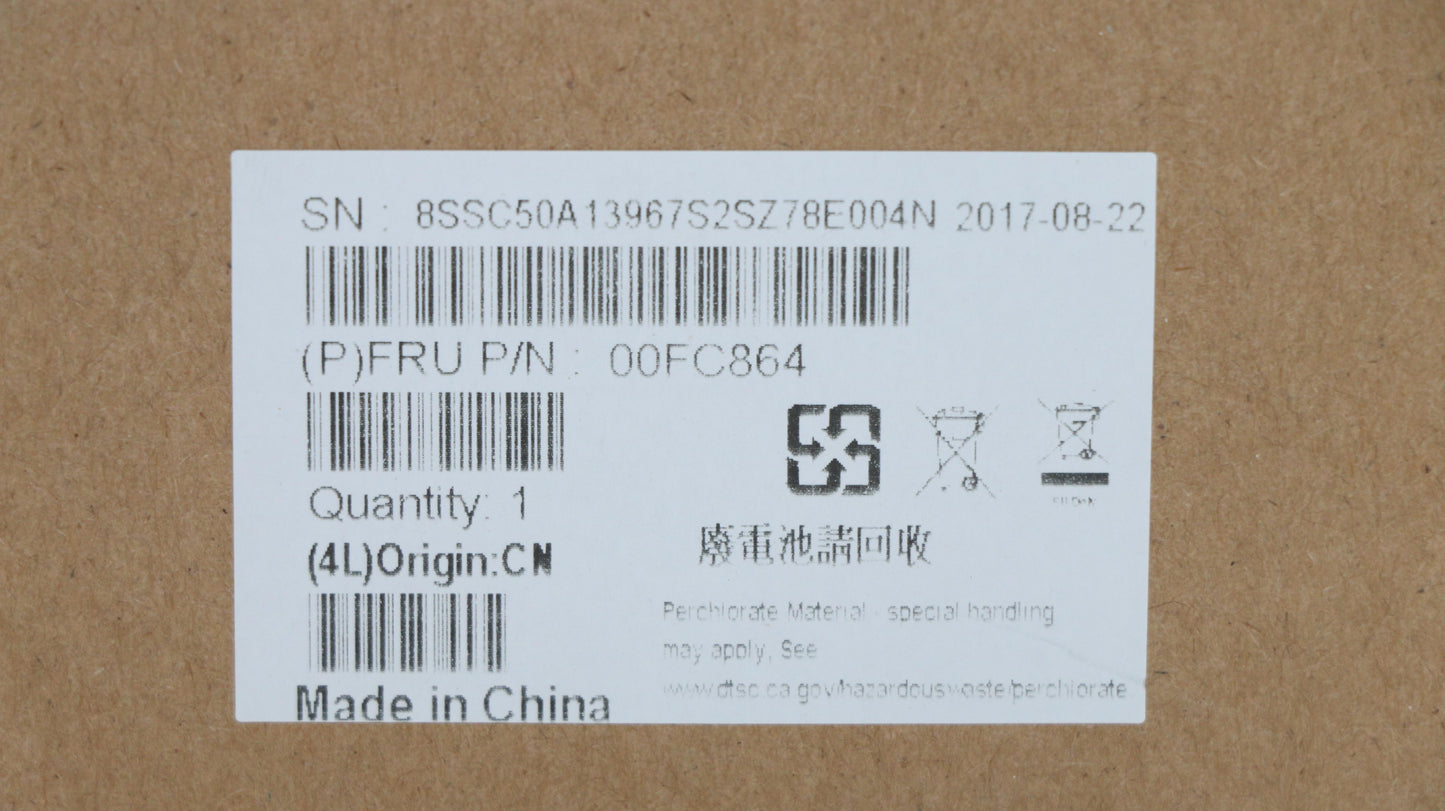 SN : 8SSC50A13967S2SZ78E004N 2017-08-22
(P)FRU P/N : 00FC864
Quantity: 1
(4L)Origin:CN
廢電池請回收
Perchlorate Material - special handling
may apply, See
www.dtsc.ca.gov/hazardouswaste/perchlorate
Made in China